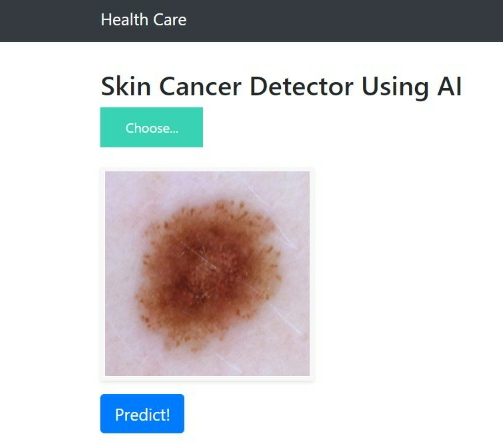 Health Care
Skin Cancer Detector Using AI
Choose...
Predict!